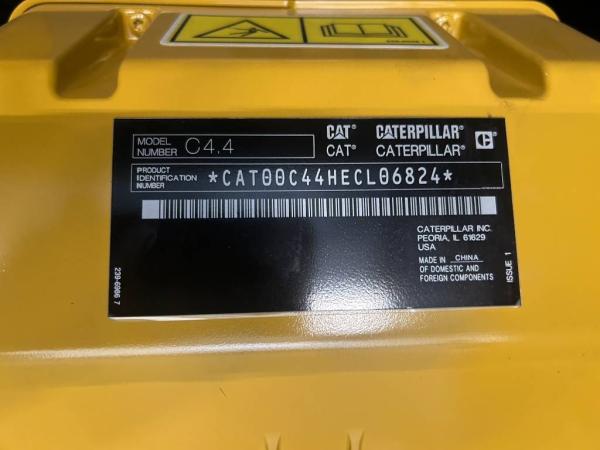 MODEL NUMBER C4.4
CAT® CATERPILLAR®
CAT® CATERPILLAR®
PRODUCT IDENTIFICATION NUMBER *CAT00C44HECL06824*
CATERPILLAR INC.
PEORIA, IL 61629
USA
MADE IN CHINA
OF DOMESTIC AND
FOREIGN COMPONENTS
ISSUE 1
239-6966 7